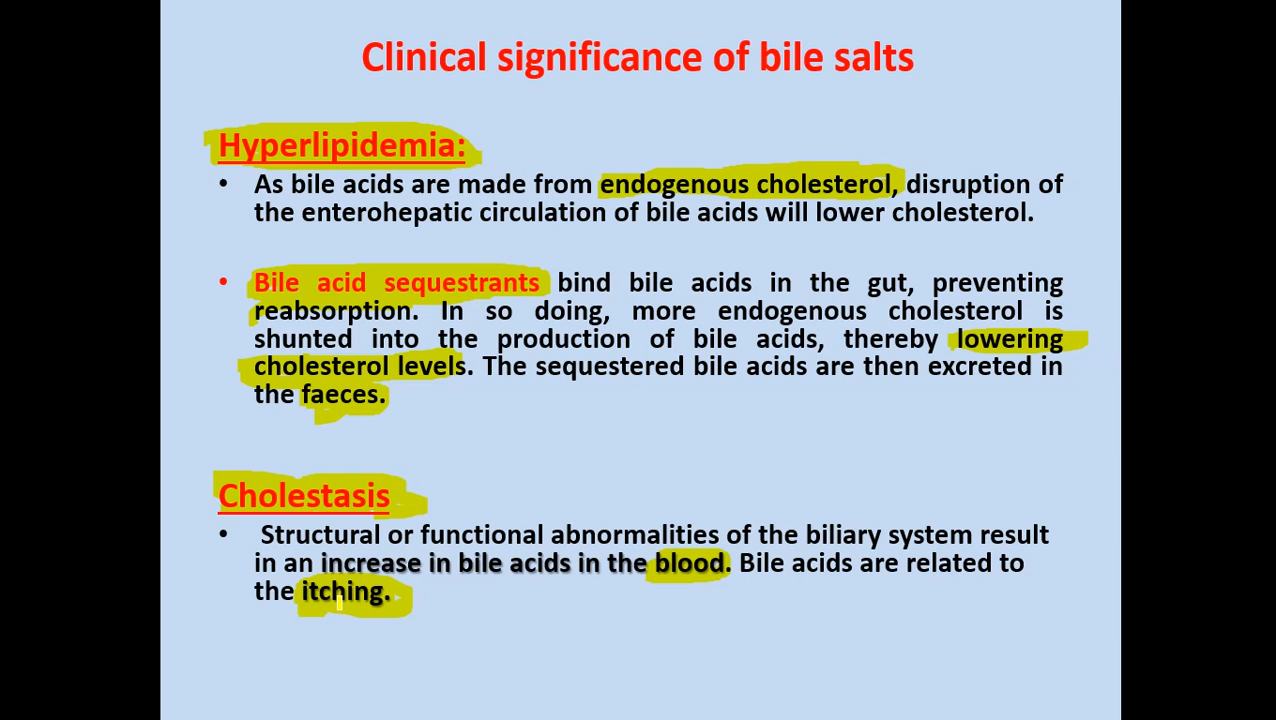 Clinical significance of bile salts
Hyperlipidemia:
• As bile acids are made from endogenous cholesterol, disruption of
the enterohepatic circulation of bile acids will lower cholesterol.
• Bile acid sequestrants bind bile acids in the gut, preventing
reabsorption. In so doing, more endogenous cholesterol is
shunted into the production of bile acids, thereby lowering
cholesterol levels. The sequestered bile acids are then excreted in
the faeces.
Cholestasis
• Structural or functional abnormalities of the biliary system result
in an increase in bile acids in the blood. Bile acids are related to
the itching.